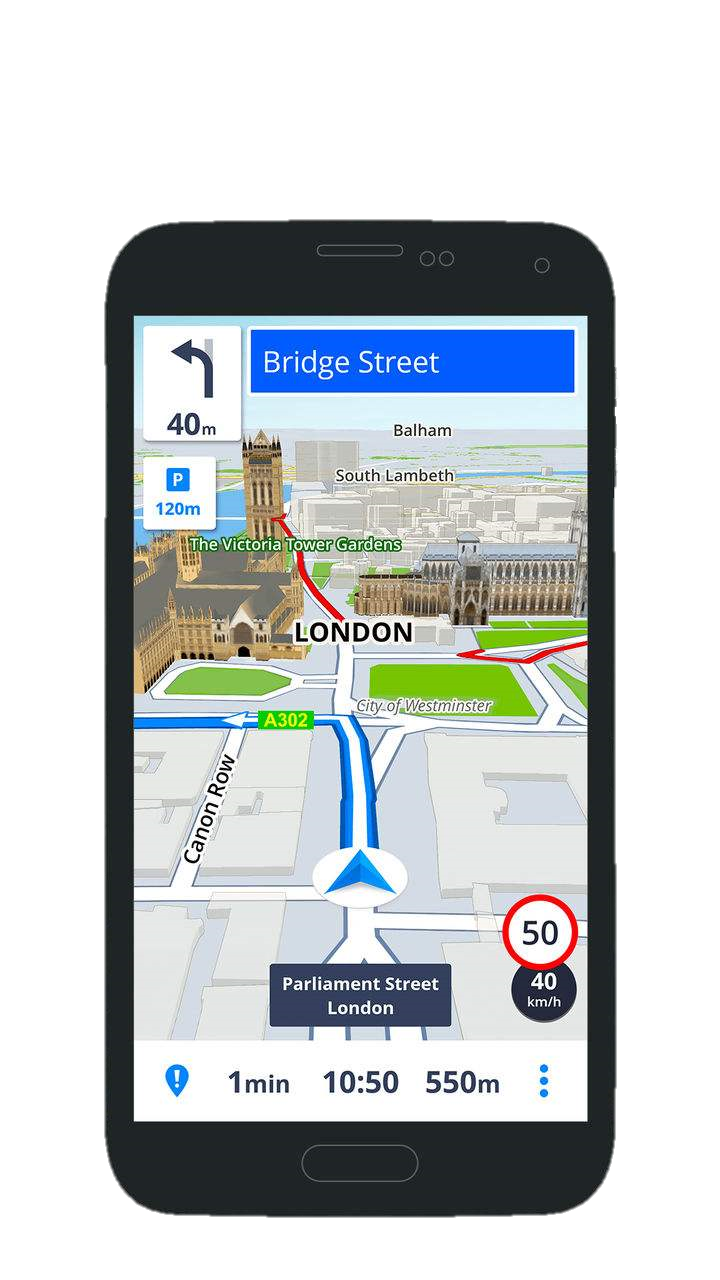 Bridge Street
40m
P
120m
Balham
South Lambeth
The Victoria Tower Gardens
LONDON
City of Westminster
A302
Canon Row
50
40
km/h
Parliament Street
London
1min 10:50 550m